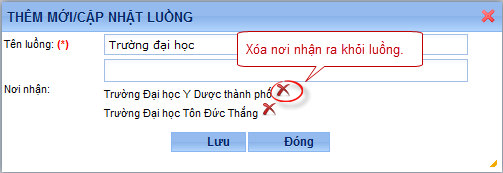 THÊM MỚI/CẬP NHẬT LUỒNG
Tên luồng: (*)
Trường đại học
Xóa nơi nhận ra khỏi luồng.
Nơi nhận:
Trường Đại học Y Dược thành phố
Trường Đại học Tôn Đức Thắng
Lưu
Đóng